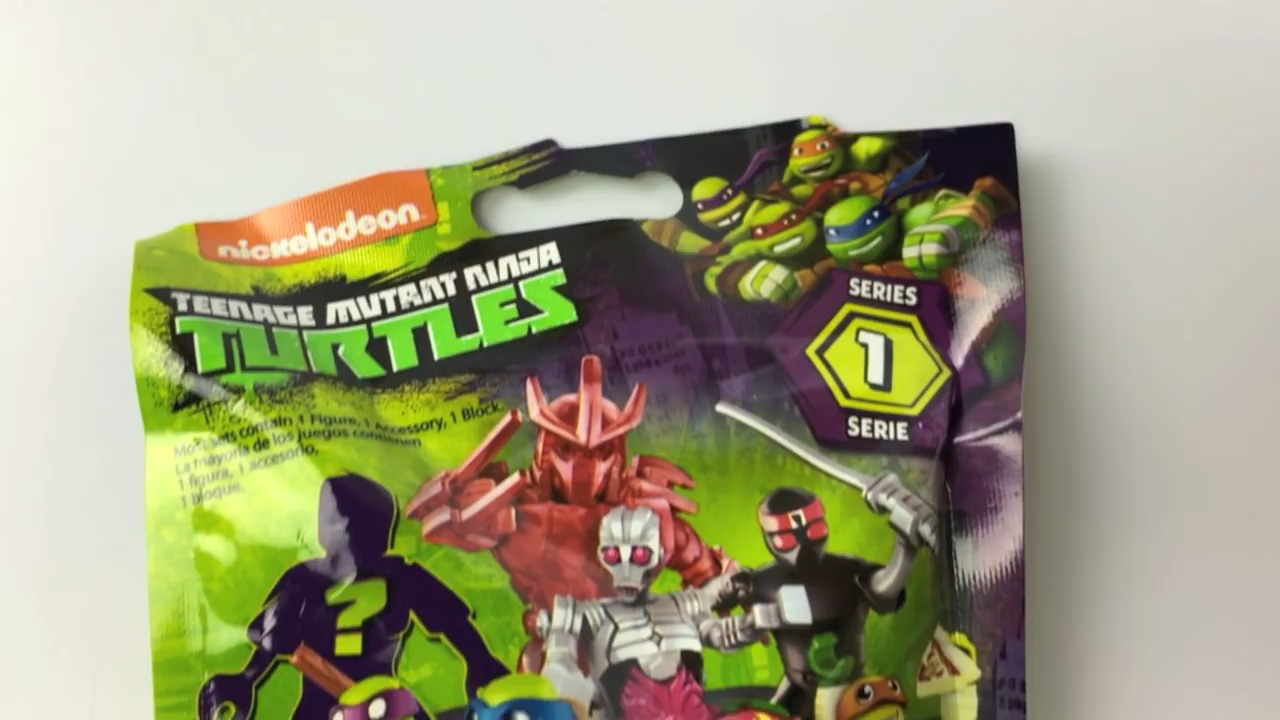 nickelodeon
TEENAGE MUTANT NINJA
TURTLES
SERIES
1
SERIE
Most sets contain 1 Figure, 1 Accessory, 1 Block.
La mayoría de los juegos contienen
1 figura, 1 accesorio,
1 bloque.
?